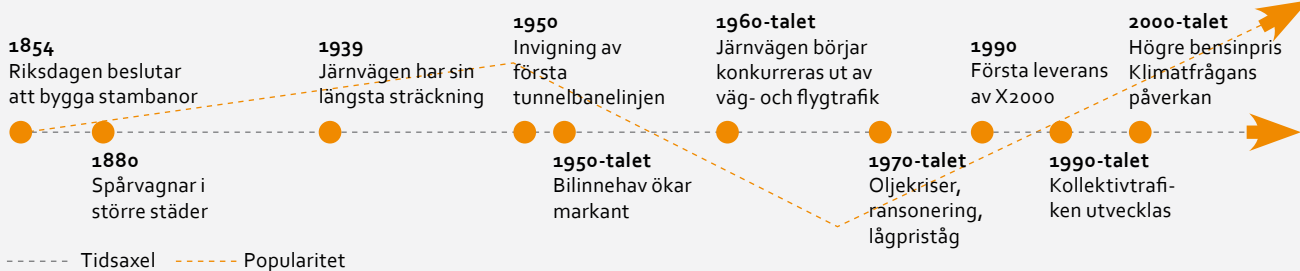 1854
Riksdagen beslutar
att bygga stambanor
1880
Spårvagnar i
större städer
1939
Järnvägen har sin
längsta sträckning
1950
Invigning av
första
tunnelbanelinjen
1950-talet
Bilinnehav ökar
markant
1960-talet
Järnvägen börjar
konkurreras ut av
väg- och flygtrafik
1970-talet
Oljekriser,
ransonering,
lågpriståg
1990
Första leverans
av X2000
1990-talet
Kollektivtrafi-
ken utvecklas
2000-talet
Högre bensinpris
Klimatfrågans
påverkan
Tidsaxel
Popularitet